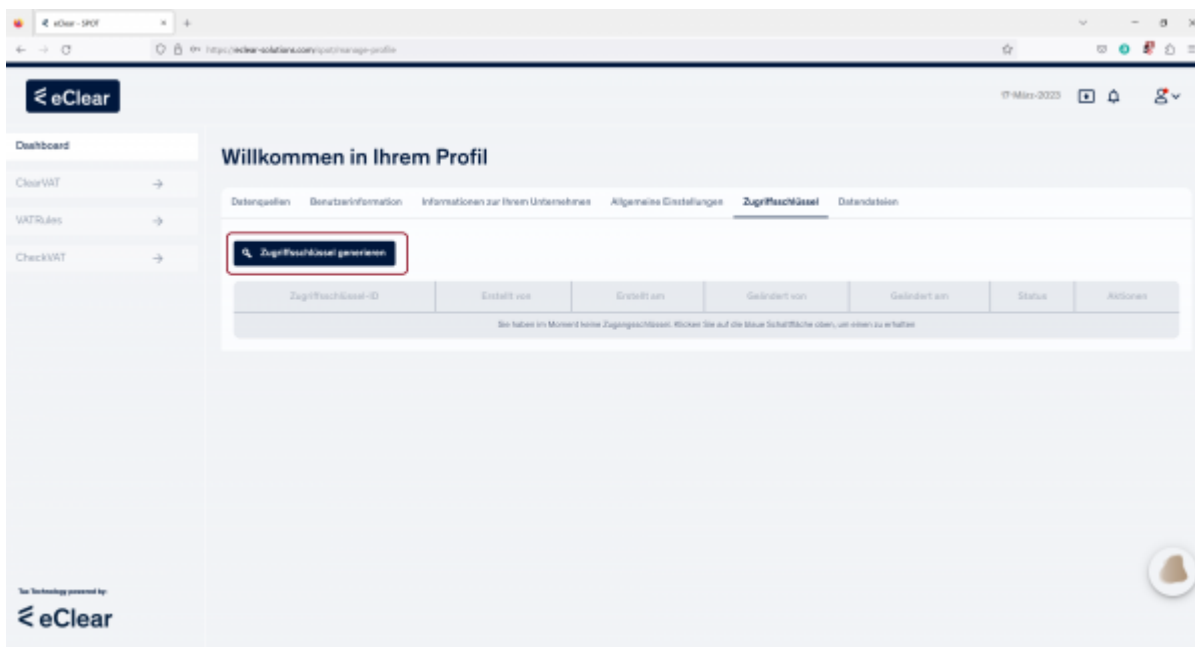 eClear - SPOT
https://eclear-solutions.com/spot/manage-profile
eClear
17-März-2023
Dashboard
Willkommen in Ihrem Profil
ClearVAT
Datenquellen Benutzerinformation Informationen zur Ihrem Unternehmen Allgemeine Einstellungen Zugriffsschlüssel Datendateien
VATRules
Zugriffsschlüssel generieren
CheckVAT
Zugriffsschlüssel-ID Erstellt von Erstellt am Geändert von Geändert am Status Aktionen
Sie haben im Moment keine Zugangsschlüssel. Klicken Sie auf die blaue Schaltfläche oben, um einen zu erhalten
Tax Technology powered by:
eClear